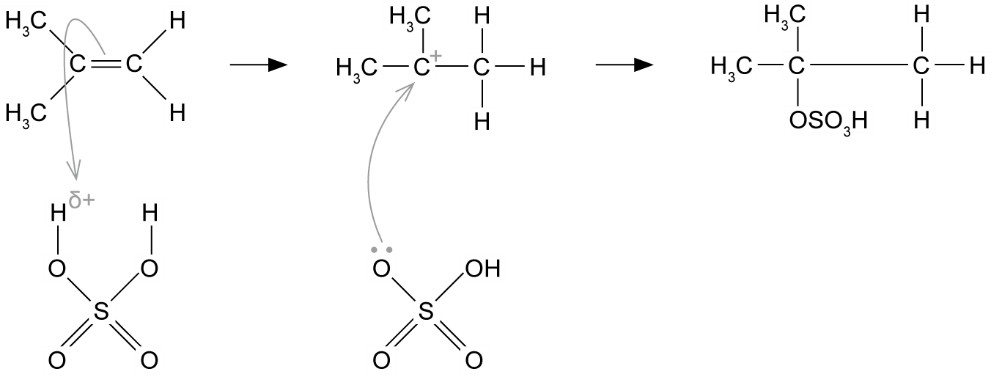 H₃C H
C C
H₃C H
δ+
H H
O O
S
O O
H₃C H
H₃C C + C H
H
O OH
S
O O
H₃C H
H₃C C C H
OSO₃H H